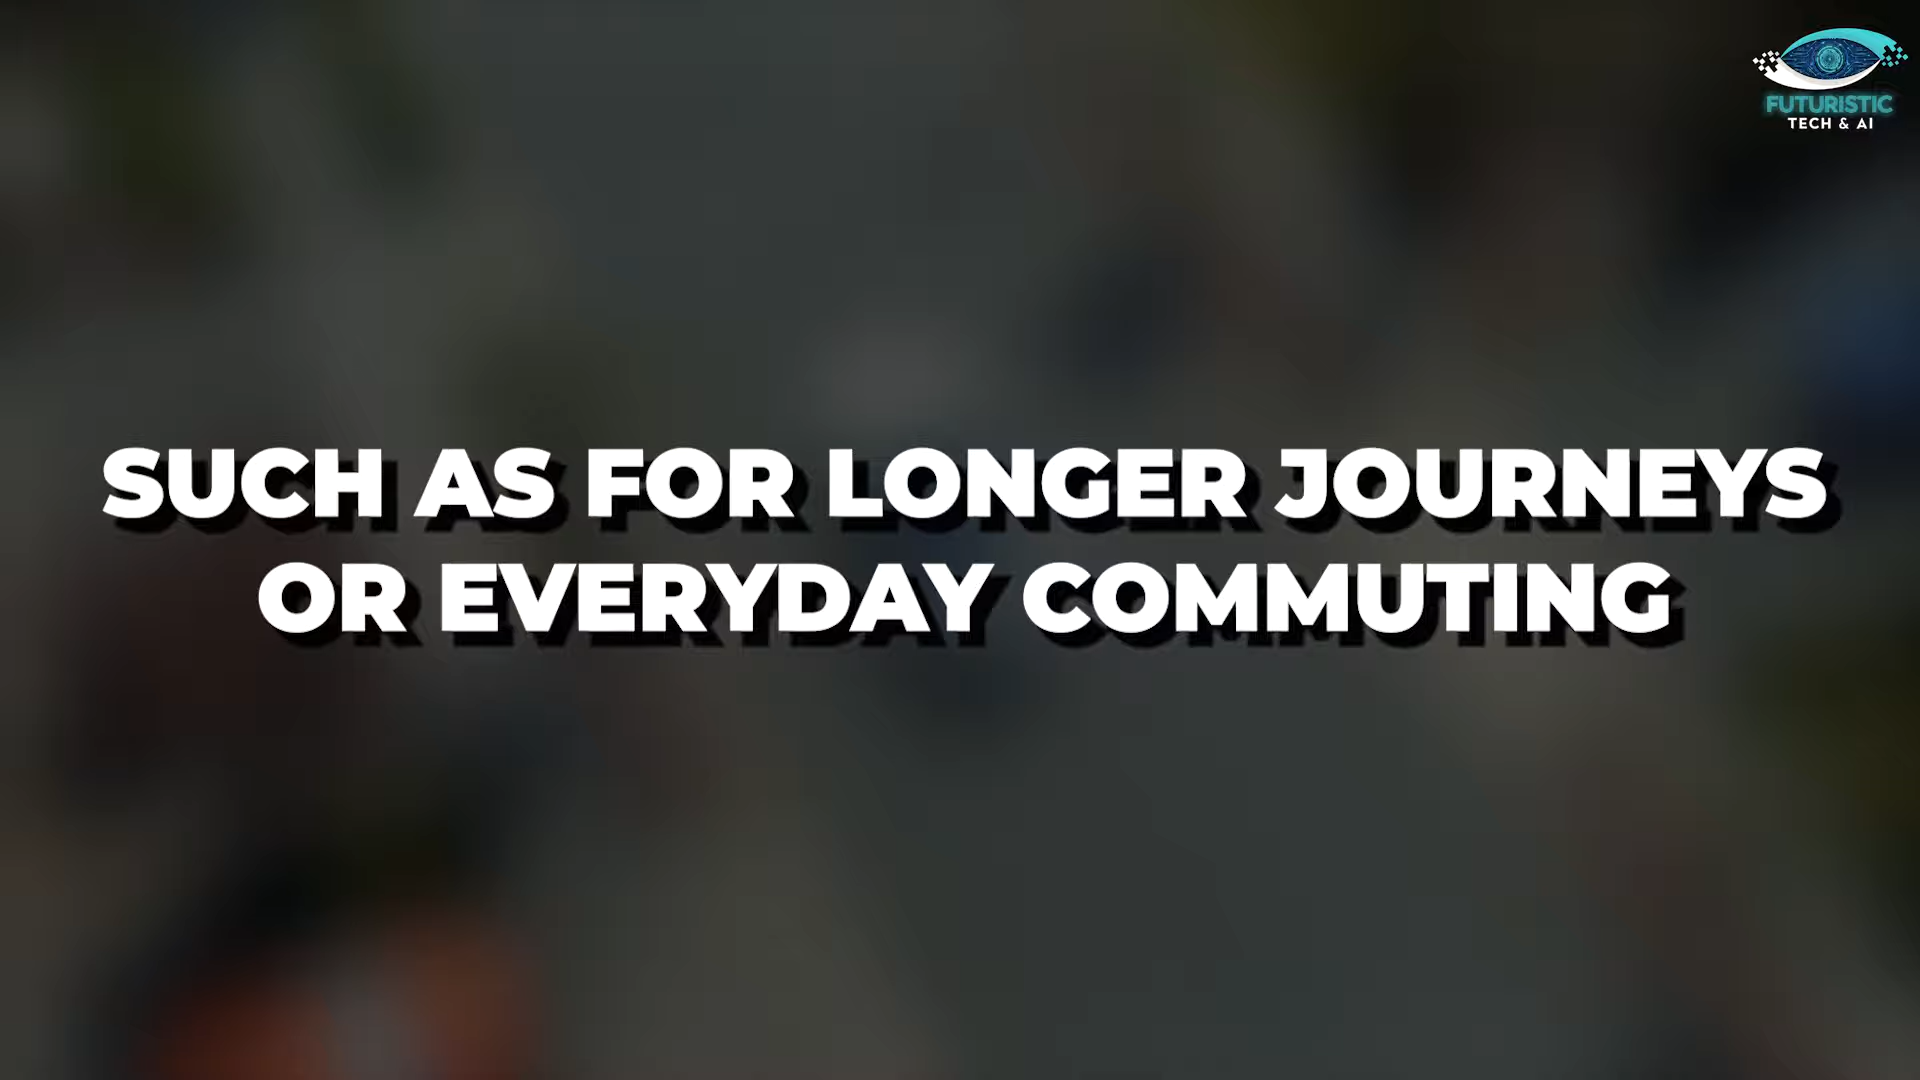 FUTURISTIC
TECH & AI
SUCH AS FOR LONGER JOURNEYS
OR EVERYDAY COMMUTING